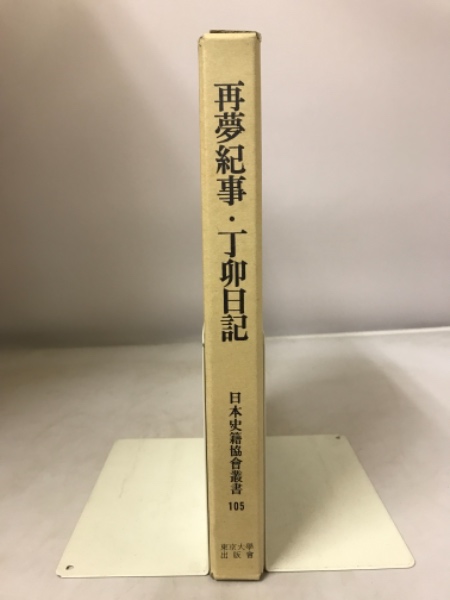 再夢紀事・丁卯日記
日本史籍協會叢書
105
東京大學
出版會